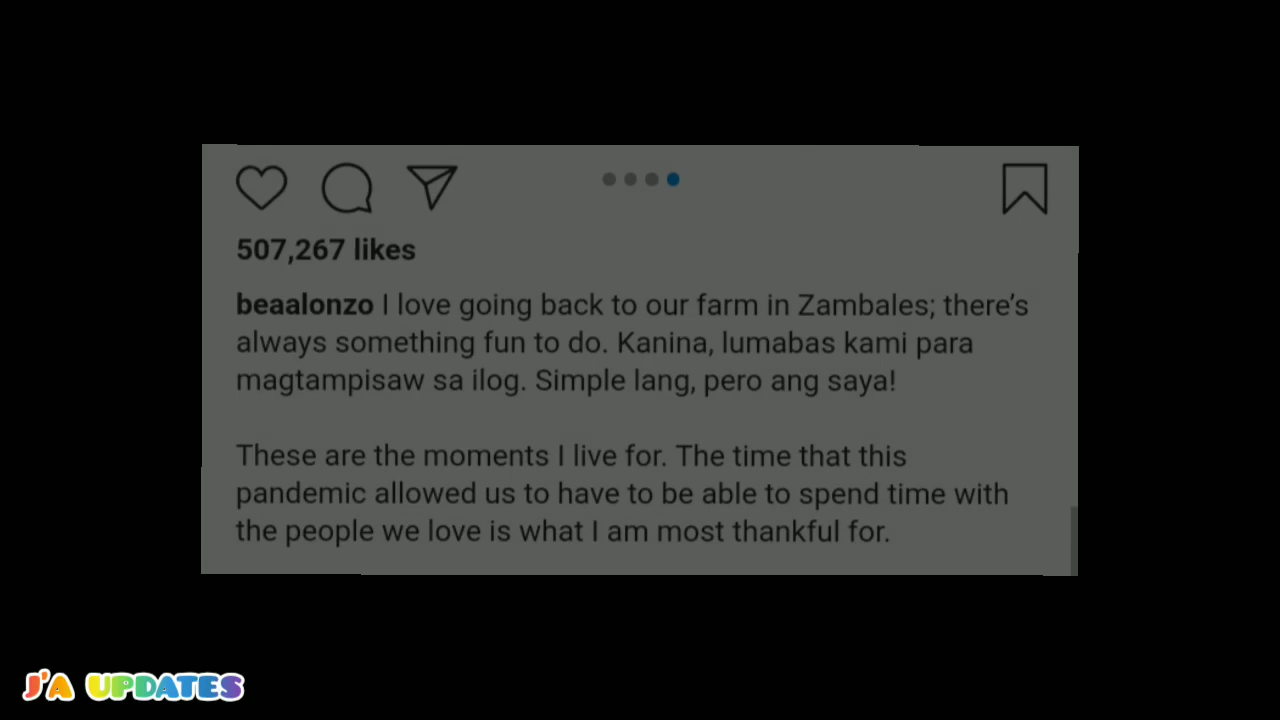 507,267 likes
beaalonzo I love going back to our farm in Zambales; there’s
always something fun to do. Kanina, lumabas kami para
magtampisaw sa ilog. Simple lang, pero ang saya!
These are the moments I live for. The time that this
pandemic allowed us to have to be able to spend time with
the people we love is what I am most thankful for.
J'A UPDATES